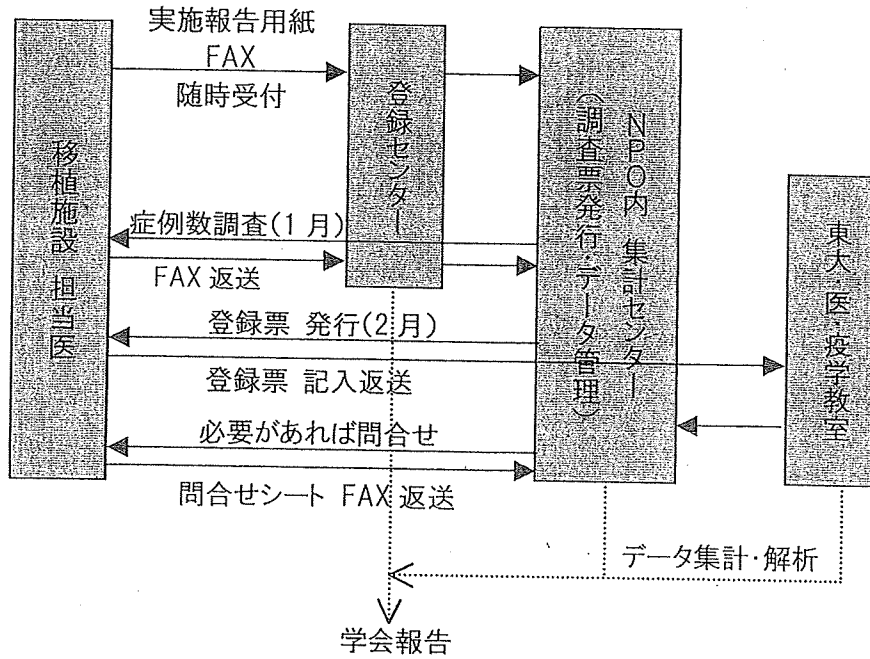 実施報告用紙
FAX
随時受付
移植施設 担当医
登録センター
NPO内 集計センター
(調査票発行・データ管理)
東大・医・疫学教室
症例数調査(1月)
FAX 返送
登録票 発行(2月)
登録票 記入返送
必要があれば問合せ
問合せシート FAX 返送
データ集計・解析
学会報告